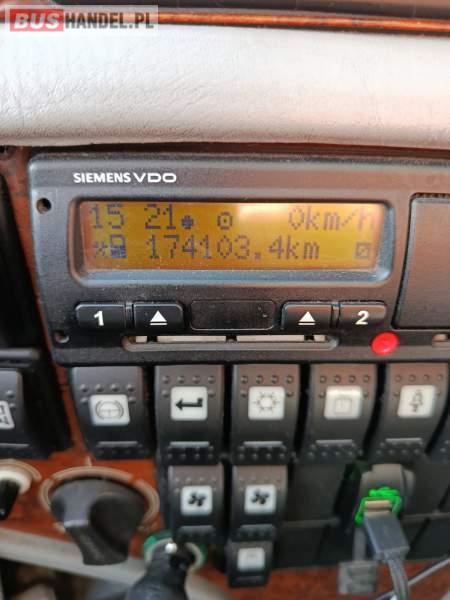 BUSHANDEL.PL
SIEMENS VDO
15 21 0km/h
174103.4km
1 2